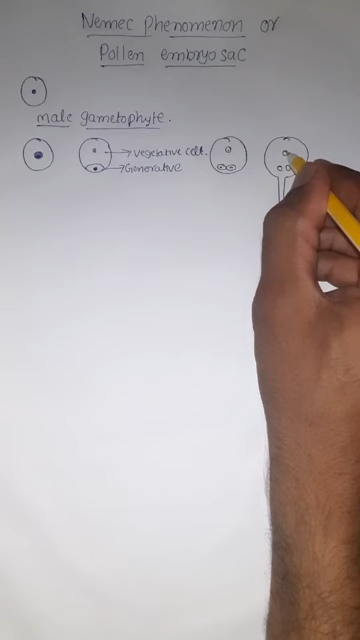 Nemec Phenomenon or
Pollen embryo sac
male gametophyte.
vegetative cell.
Generative